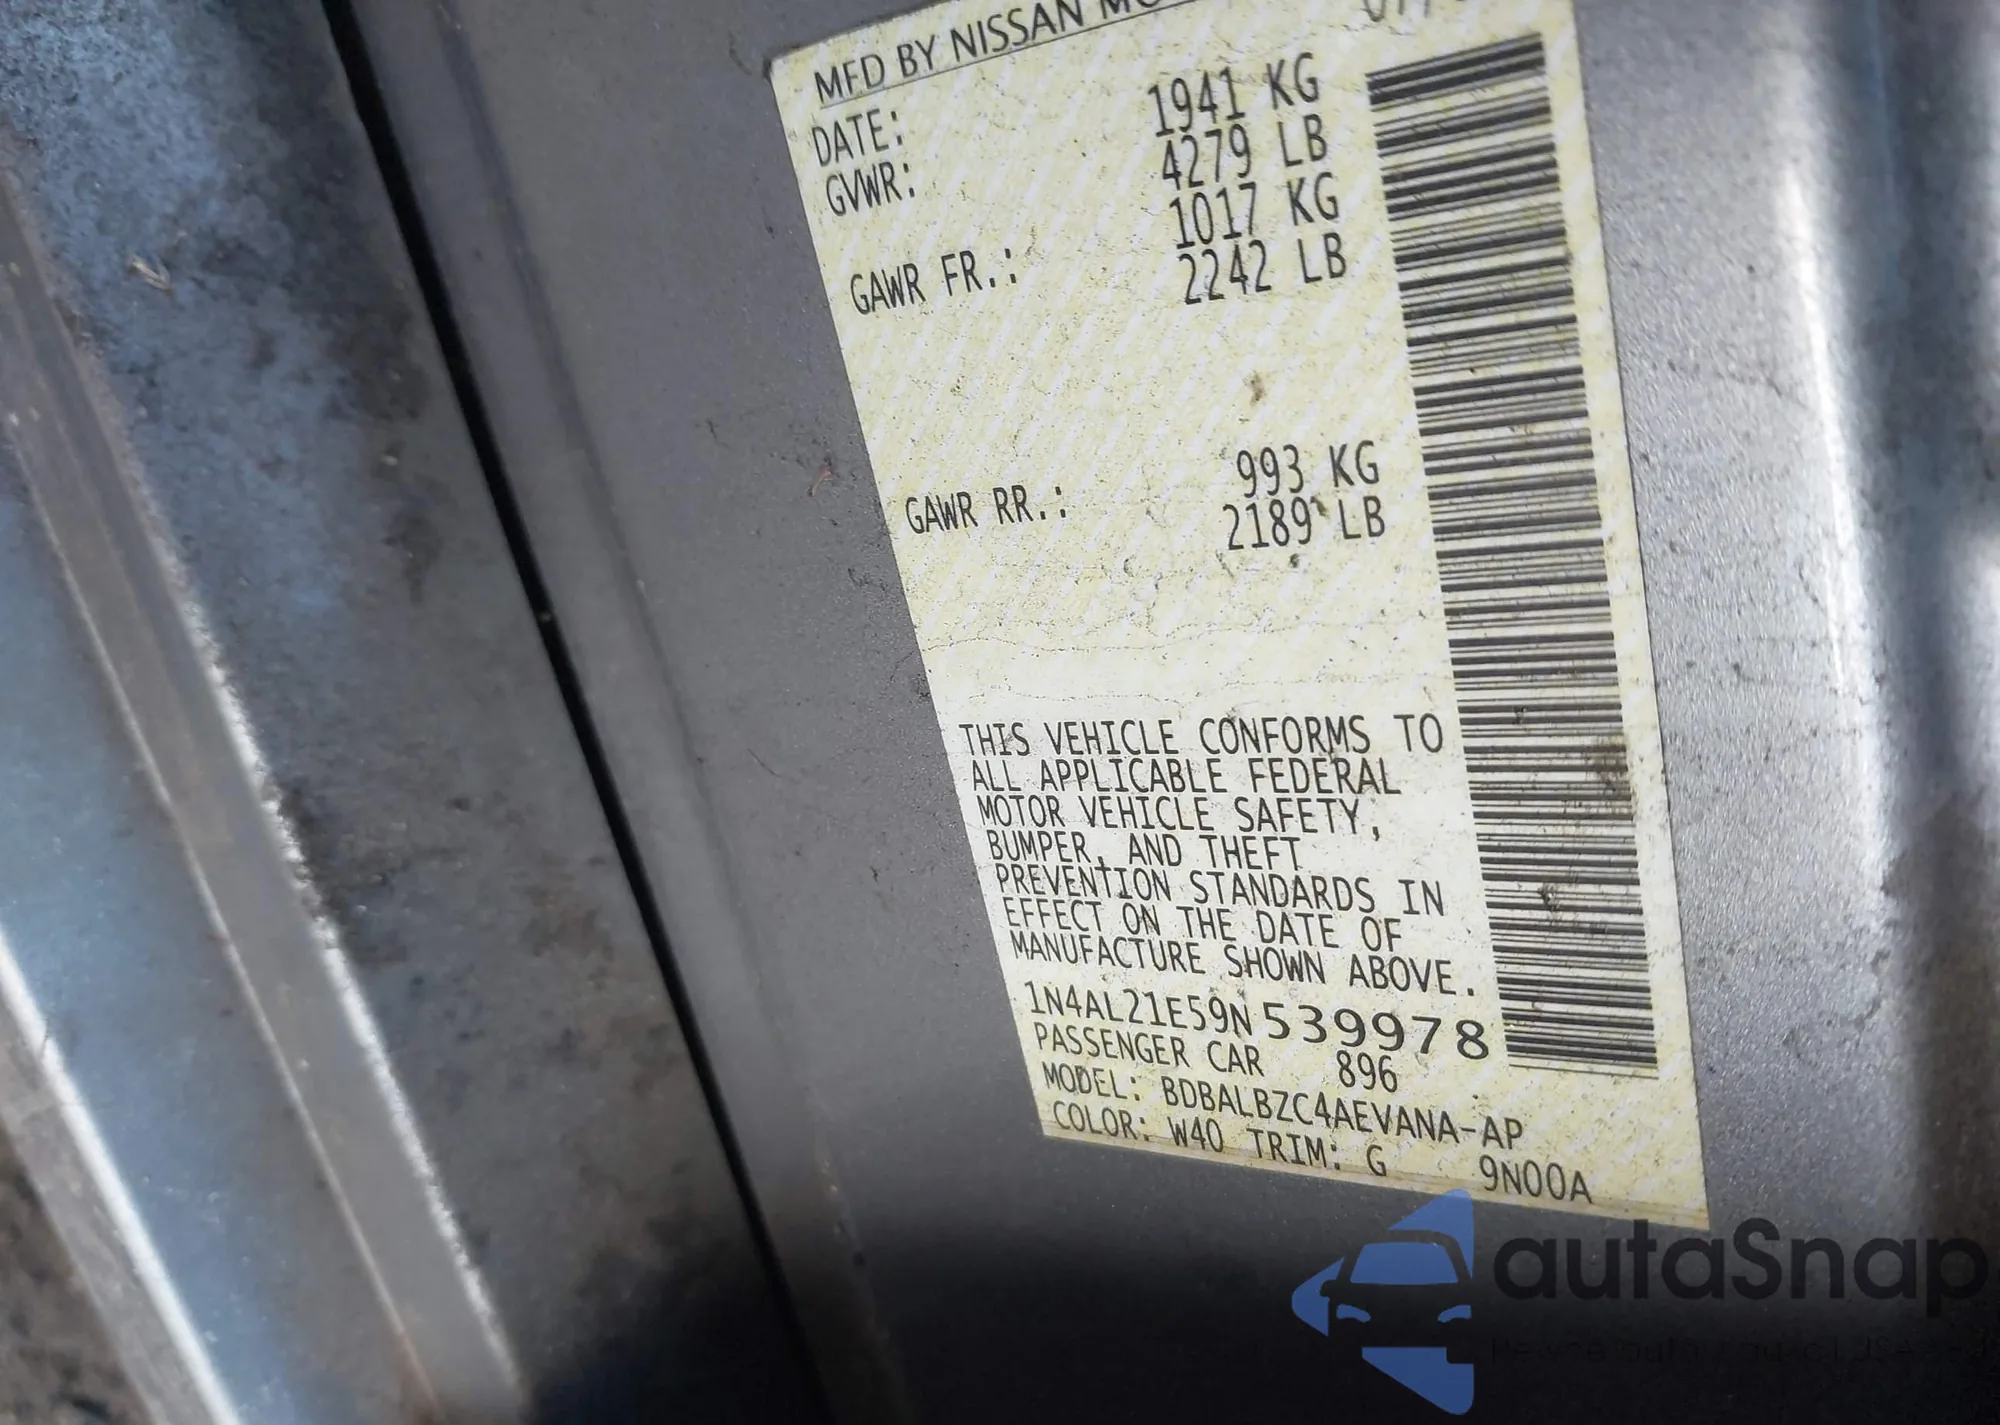 MFD BY NISSAN
DATE:
GVWR: 1941 KG
4279 LB
GAWR FR.: 1017 KG
2242 LB
GAWR RR.: 993 KG
2189 LB
THIS VEHICLE CONFORMS TO
ALL APPLICABLE FEDERAL
MOTOR VEHICLE SAFETY,
BUMPER, AND THEFT
PREVENTION STANDARDS IN
EFFECT ON THE DATE OF
MANUFACTURE SHOWN ABOVE.
1N4AL21E59N539978
PASSENGER CAR 896
MODEL: BDBALBZC4AEVANA-AP
COLOR: W40 TRIM: G 9N00A
autaSnap